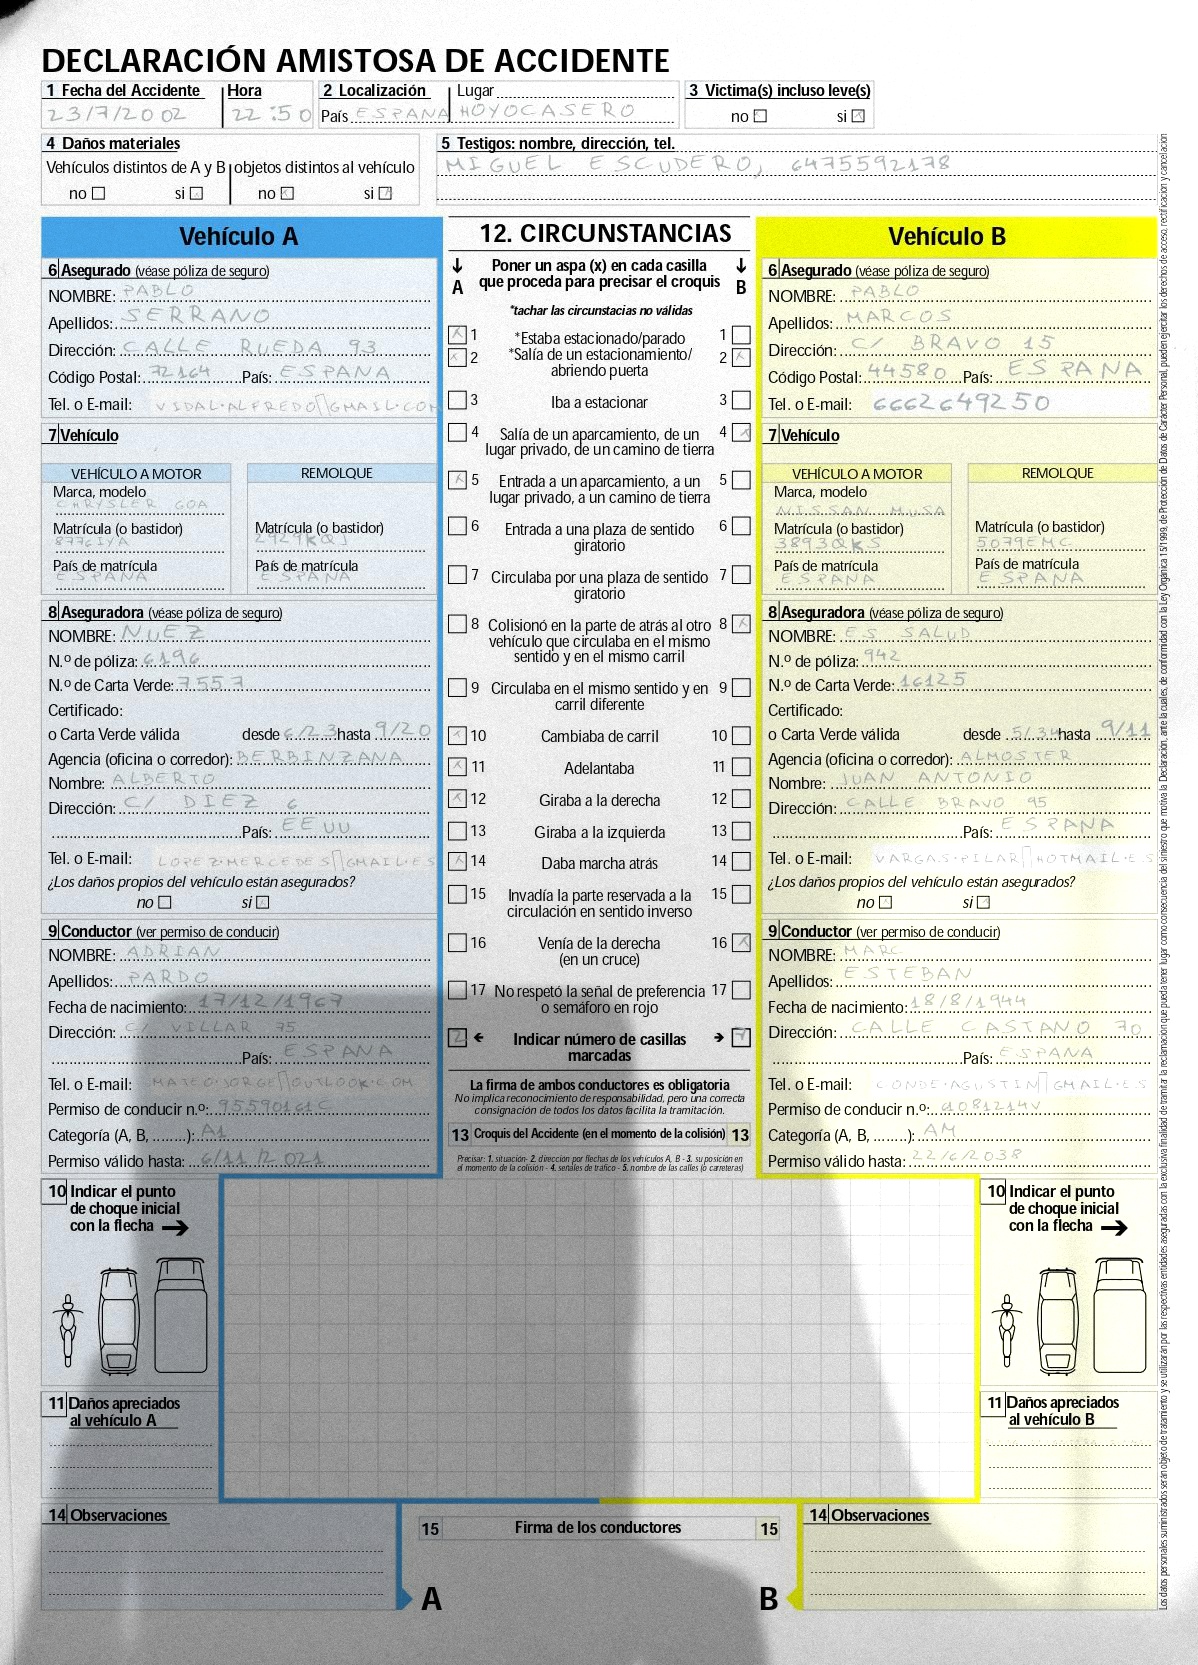 DECLARACIÓN AMISTOSA DE ACCIDENTE
1 Fecha del Accidente Hora 2 Localización Lugar 3 Victima(s) incluso leve(s)
23/7/2002 22:50 País ESPAÑA HOYOCASERO no si
4 Daños materiales
Vehículos distintos de A y B objetos distintos al vehículo
no si no si
5 Testigos: nombre, dirección, tel.
MIGUEL ESCUDERO, 6475592178
Vehículo A
6 Asegurado (véase póliza de seguro)
NOMBRE: PABLO
Apellidos: SERRANO
Dirección: CALLE RUEDA 93
Código Postal: 72164 País: ESPAÑA
Tel. o E-mail: VIDAL.ALFREDO GMAIL.COM
7 Vehículo
VEHÍCULO A MOTOR REMOLQUE
Marca, modelo
CHRYSLER GOA
Matrícula (o bastidor) Matrícula (o bastidor)
8776IYA 2929KQJ
País de matrícula País de matrícula
ESPAÑA ESPAÑA
8 Aseguradora (véase póliza de seguro)
NOMBRE: NUEZ
N.º de póliza: 6196
N.º de Carta Verde: 7557
Certificado:
o Carta Verde válida desde 6/23 hasta 9/20
Agencia (oficina o corredor): BERBINZANA
Nombre: ALBERTO
Dirección: C/ DIEZ 6
País: EEUU
Tel. o E-mail: LOPEZ.MERCEDES GMAIL.ES
¿Los daños propios del vehículo están asegurados?
no si
9 Conductor (ver permiso de conducir)
NOMBRE: ADRIAN
Apellidos: PARDO
Fecha de nacimiento: 17/12/1967
Dirección: C/ VILLAR 75
País: ESPAÑA
Tel. o E-mail: MATEO.JORGE OUTLOOK.COM
Permiso de conducir n.º: 95590161C
Categoría (A, B, ........): A1
Permiso válido hasta: 6/11/2021
10 Indicar el punto
de choque inicial
con la flecha
11 Daños apreciados
al vehículo A
14 Observaciones
12. CIRCUNSTANCIAS
A Poner un aspa (x) en cada casilla B
que proceda para precisar el croquis
*tachar las circunstacias no válidas
1 *Estaba estacionado/parado 1
2 *Salía de un estacionamiento/ 2
abriendo puerta
3 Iba a estacionar 3
4 Salía de un aparcamiento, de un 4
lugar privado, de un camino de tierra
5 Entrada a un aparcamiento, a un 5
lugar privado, a un camino de tierra
6 Entrada a una plaza de sentido 6
giratorio
7 Circulaba por una plaza de sentido 7
giratorio
8 Colisionó en la parte de atrás al otro 8
vehículo que circulaba en el mismo
sentido y en el mismo carril
9 Circulaba en el mismo sentido y en 9
carril diferente
10 Cambiaba de carril 10
11 Adelantaba 11
12 Giraba a la derecha 12
13 Giraba a la izquierda 13
14 Daba marcha atrás 14
15 Invadía la parte reservada a la 15
circulación en sentido inverso
16 Venía de la derecha 16
(en un cruce)
17 No respetó la señal de preferencia 17
o semáforo en rojo
2 Indicar número de casillas 7
marcadas
La firma de ambos conductores es obligatoria
No implica reconocimiento de responsabilidad, pero una correcta
consignación de todos los datos facilita la tramitación.
13 Croquis del Accidente (en el momento de la colisión) 13
Precisar: 1. situación- 2. dirección por flechas de los vehículos A, B - 3. su posición en
el momento de la colisión - 4. señales de tráfico - 5. nombre de las calles (o carreteras)
15 Firma de los conductores 15
A B
Vehículo B
6 Asegurado (véase póliza de seguro)
NOMBRE: PABLO
Apellidos: MARCOS
Dirección: C/ BRAVO 15
Código Postal: 44580 País: ESPAÑA
Tel. o E-mail: 6662649250
7 Vehículo
VEHÍCULO A MOTOR REMOLQUE
Marca, modelo
NISSAN MUSA
Matrícula (o bastidor) Matrícula (o bastidor)
3893QKS 5079EMC
País de matrícula País de matrícula
ESPAÑA ESPAÑA
8 Aseguradora (véase póliza de seguro)
NOMBRE: ES SALUD
N.º de póliza: 942
N.º de Carta Verde: 16125
Certificado:
o Carta Verde válida desde 5/34 hasta 9/11
Agencia (oficina o corredor): ALMOSTER
Nombre: JUAN ANTONIO
Dirección: CALLE BRAVO 95
País: ESPAÑA
Tel. o E-mail: VARGAS.PILAR HOTMAIL.ES
¿Los daños propios del vehículo están asegurados?
no si
9 Conductor (ver permiso de conducir)
NOMBRE: MARC
Apellidos: ESTEBAN
Fecha de nacimiento: 18/8/1944
Dirección: CALLE CASTAÑO 70
País: ESPAÑA
Tel. o E-mail: CONDE.AGUSTIN GMAIL.ES
Permiso de conducir n.º: 61081214V
Categoría (A, B, ........): AM
Permiso válido hasta: 22/6/2038
10 Indicar el punto
de choque inicial
con la flecha
11 Daños apreciados
al vehículo B
14 Observaciones
Los datos personales suministrados serán objeto de tratamiento y se utilizarán por las respectivas entidades aseguradas con la exclusiva finalidad de tramitar la reclamación que pueda tener lugar como consecuencia del siniestro que motiva la Declaración, ante la cuales, de conformidad con la Ley Orgánica 15/1999, de Protección de Datos de Carácter Personal, pueden ejercitar los derechos de acceso, rectificación y cancelación